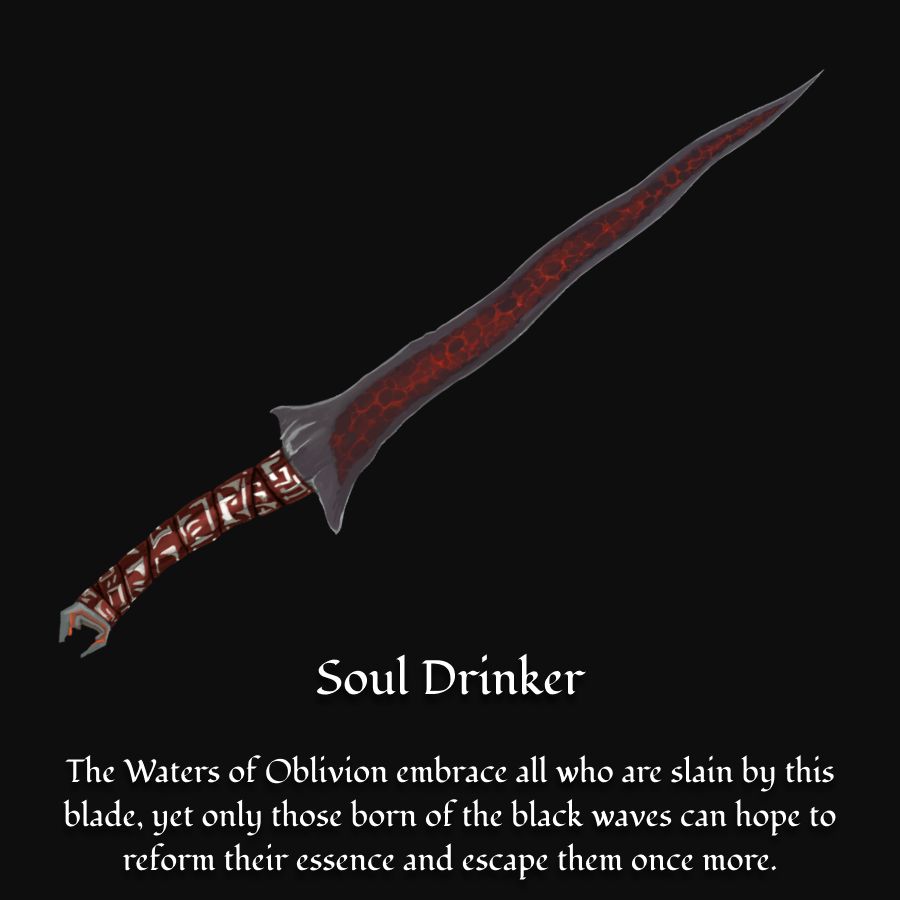 Soul Drinker
The Waters of Oblivion embrace all who are slain by this
blade, yet only those born of the black waves can hope to
reform their essence and escape them once more.